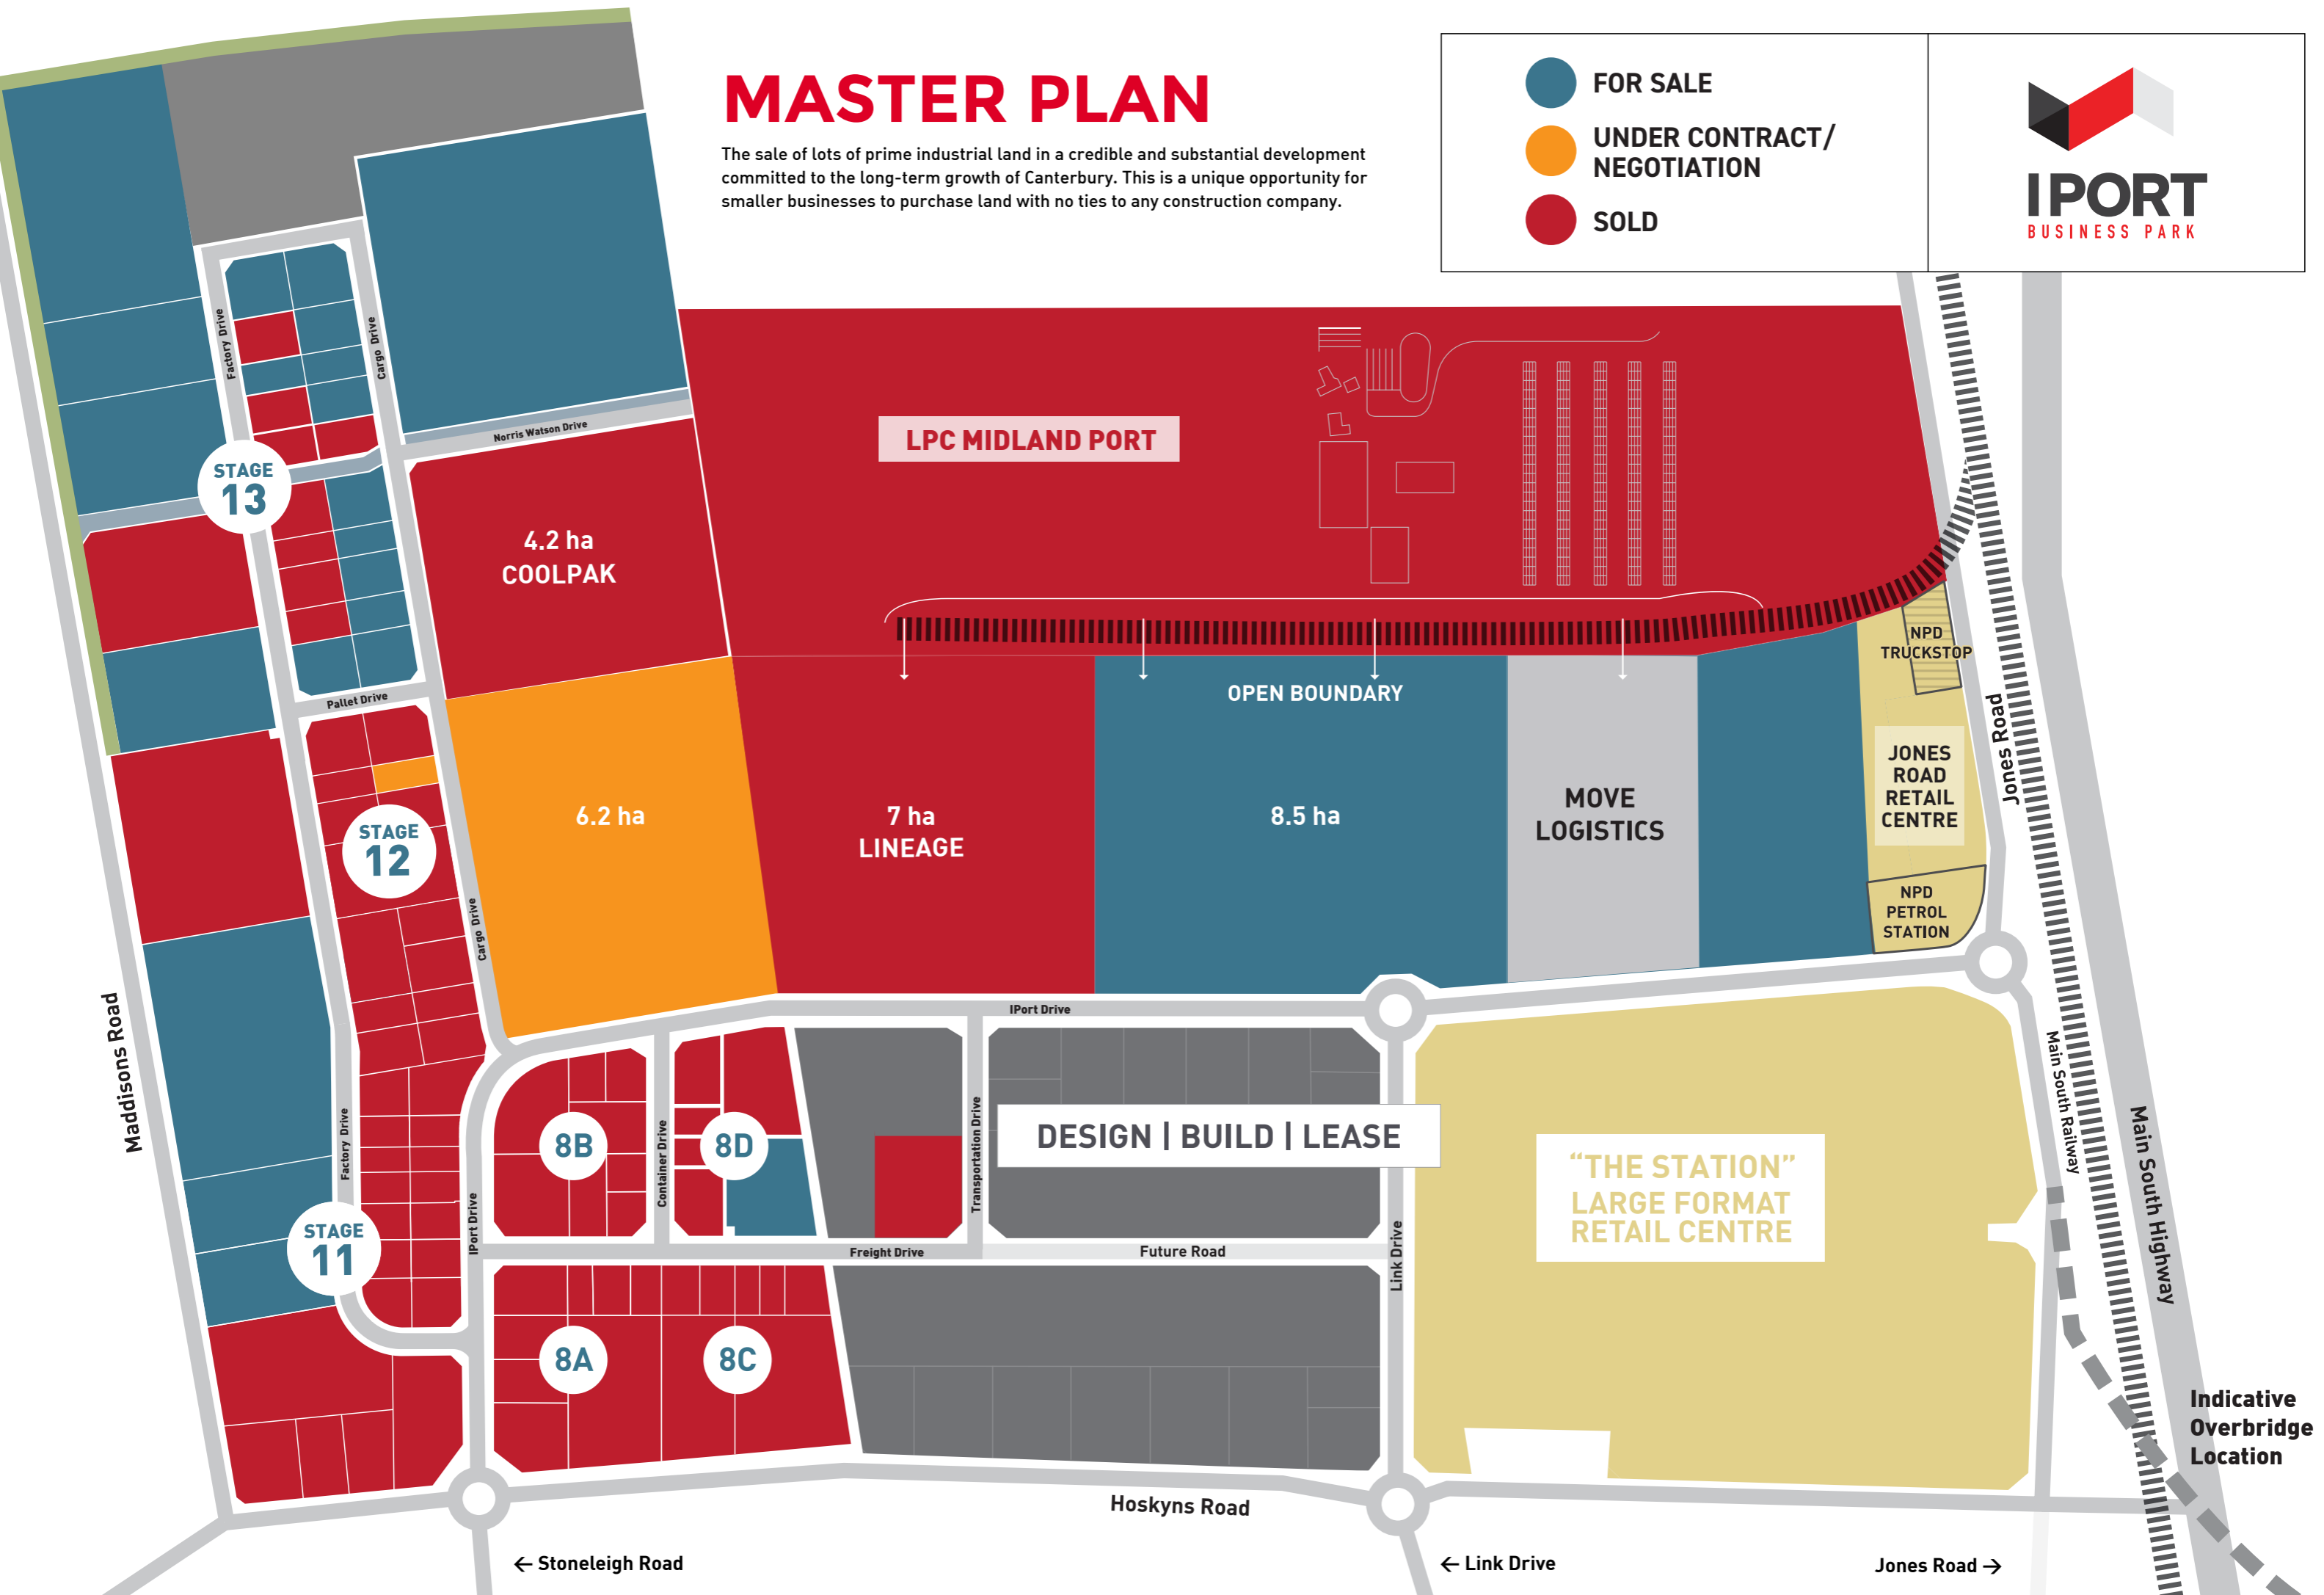 MASTER PLAN
The sale of lots of prime industrial land in a credible and substantial development
committed to the long-term growth of Canterbury. This is a unique opportunity for
smaller businesses to purchase land with no ties to any construction company.
FOR SALE
UNDER CONTRACT/
NEGOTIATION
SOLD
IPORT
BUSINESS PARK
Factory Drive
Cargo Drive
Norris Watson Drive
LPC MIDLAND PORT
STAGE
13
4.2 ha
COOLPAK
NPD
TRUCKSTOP
Pallet Drive
OPEN BOUNDARY
Jones Road
JONES
ROAD
RETAIL
CENTRE
6.2 ha
7 ha
LINEAGE
8.5 ha
MOVE
LOGISTICS
STAGE
12
NPD
PETROL
STATION
Cargo Drive
Maddisons Road
IPort Drive
Main South Railway
Main South Highway
Factory Drive
8B
Container Drive
8D
Transportation Drive
DESIGN | BUILD | LEASE
"THE STATION"
LARGE FORMAT
RETAIL CENTRE
STAGE
11
IPort Drive
Freight Drive
Future Road
Link Drive
8A
8C
Indicative
Overbridge
Location
Hoskyns Road
← Stoneleigh Road
← Link Drive
Jones Road →